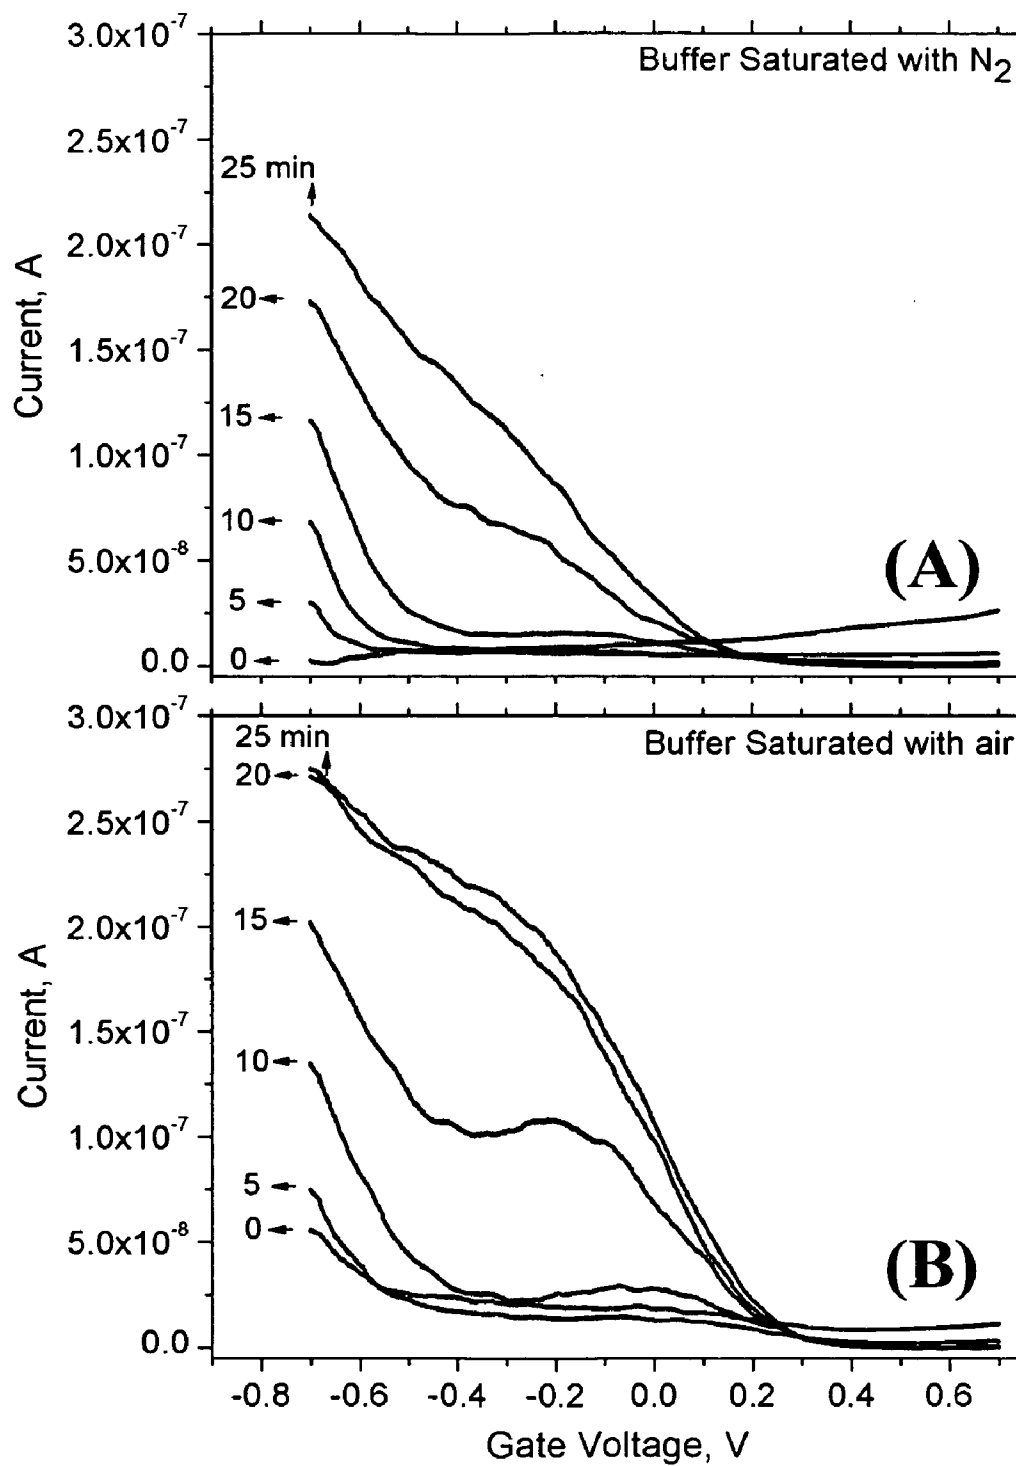 3.0x10⁻⁷
Buffer Saturated with N₂
2.5x10⁻⁷
25 min
2.0x10⁻⁷
20
1.5x10⁻⁷
15
1.0x10⁻⁷
10
5.0x10⁻⁸
(A)
5
0
0.0
Current, A
3.0x10⁻⁷
25 min
Buffer Saturated with air
20
2.5x10⁻⁷
15
2.0x10⁻⁷
1.5x10⁻⁷
10
1.0x10⁻⁷
5
0
5.0x10⁻⁸
(B)
0.0
Current, A
-0.8 -0.6 -0.4 -0.2 0.0 0.2 0.4 0.6
Gate Voltage, V